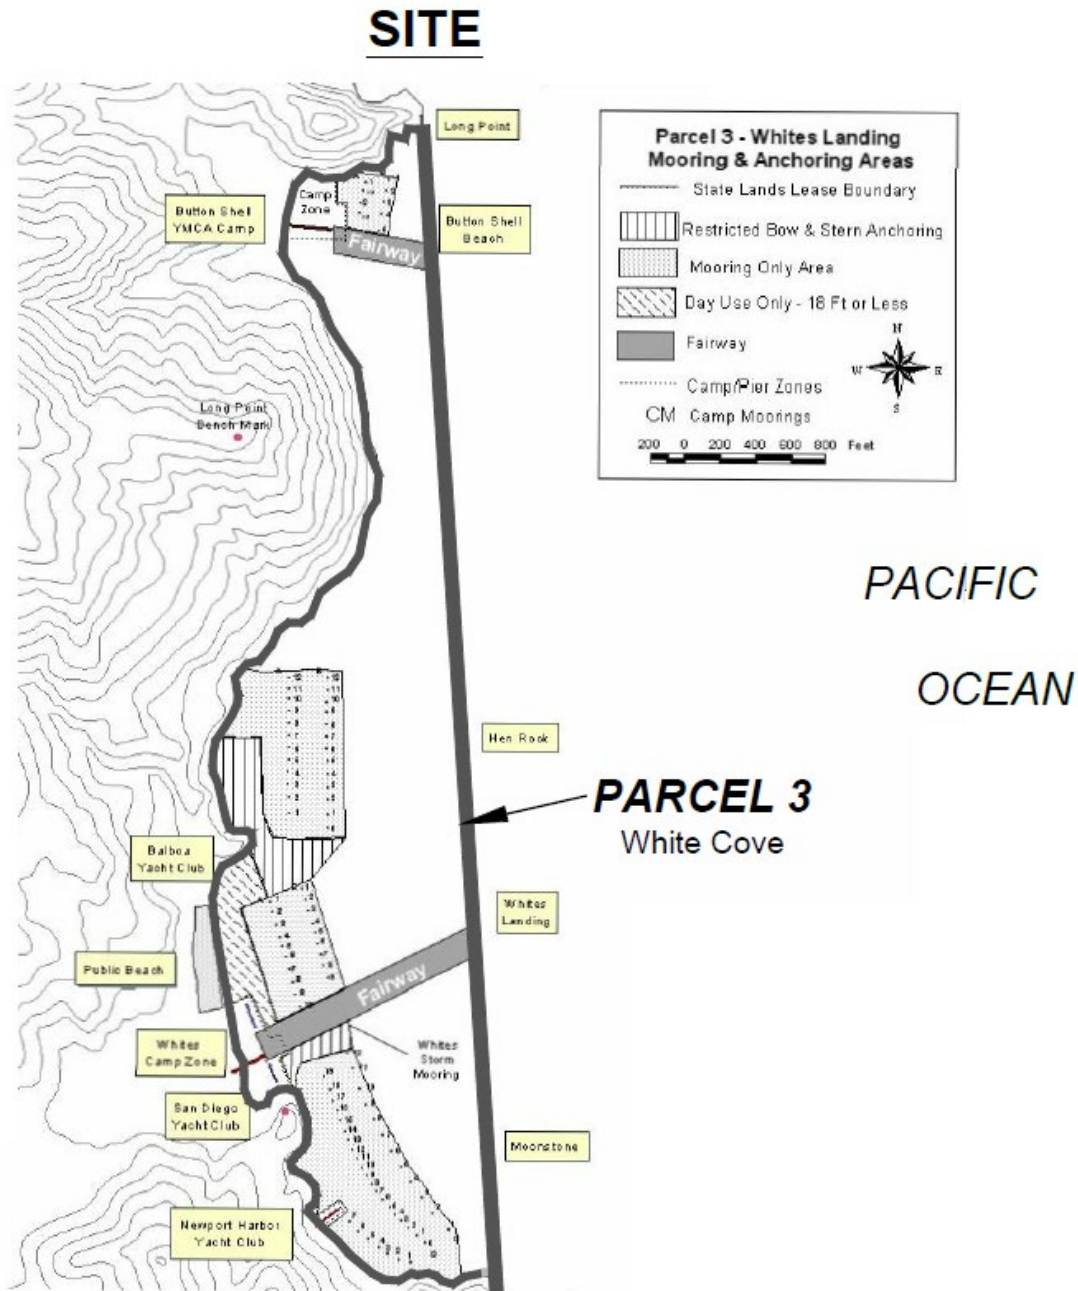 SITE
Long Point
Parcel 3 - Whites Landing
Mooring & Anchoring Areas
State Lands Lease Boundary
Restricted Bow & Stern Anchoring
Mooring Only Area
Day Use Only - 18 Ft or Less
Fairway
Camp/Pier Zones
CM Camp Moorings
N
W E
S
200 0 200 400 600 800 Feet
Camp
Zone
Button Shell
YMCA Camp
Button Shell
Beach
Fairway
Long Point
Bench Mark
PACIFIC
OCEAN
Hen Rock
PARCEL 3
White Cove
Balboa
Yacht Club
Whites
Landing
Public Beach
Fairway
Whites
Camp Zone
Whites
Storm
Mooring
San Diego
Yacht Club
Moonstone
Newport Harbor
Yacht Club